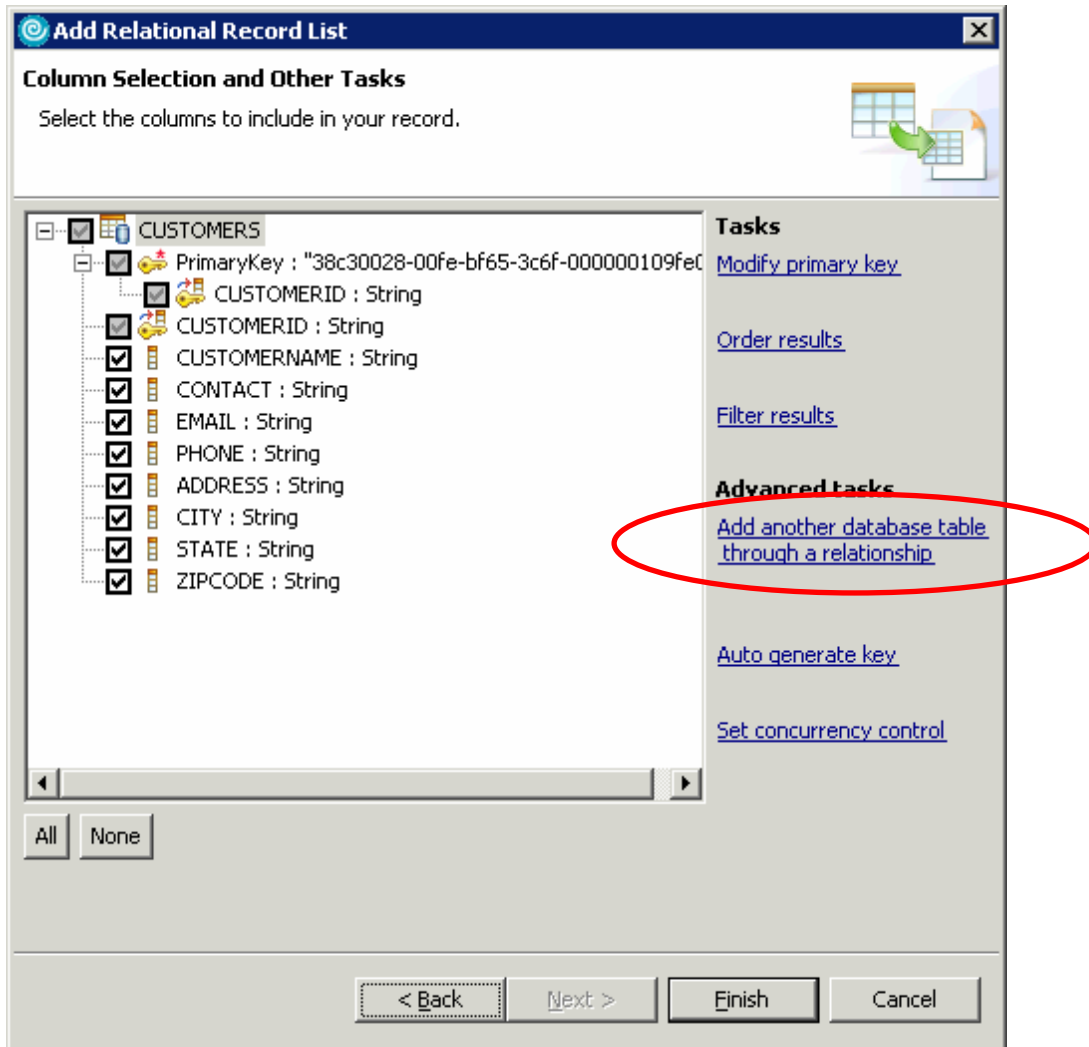 Add Relational Record List
Column Selection and Other Tasks
Select the columns to include in your record.
CUSTOMERS
PrimaryKey : "38c30028-00fe-bf65-3c6f-000000109fe0
CUSTOMERID : String
CUSTOMERID : String
CUSTOMERNAME : String
CONTACT : String
EMAIL : String
PHONE : String
ADDRESS : String
CITY : String
STATE : String
ZIPCODE : String
All None
Tasks
Modify primary key
Order results
Filter results
Advanced tasks
Add another database table
through a relationship
Auto generate key
Set concurrency control
< Back Next > Finish Cancel